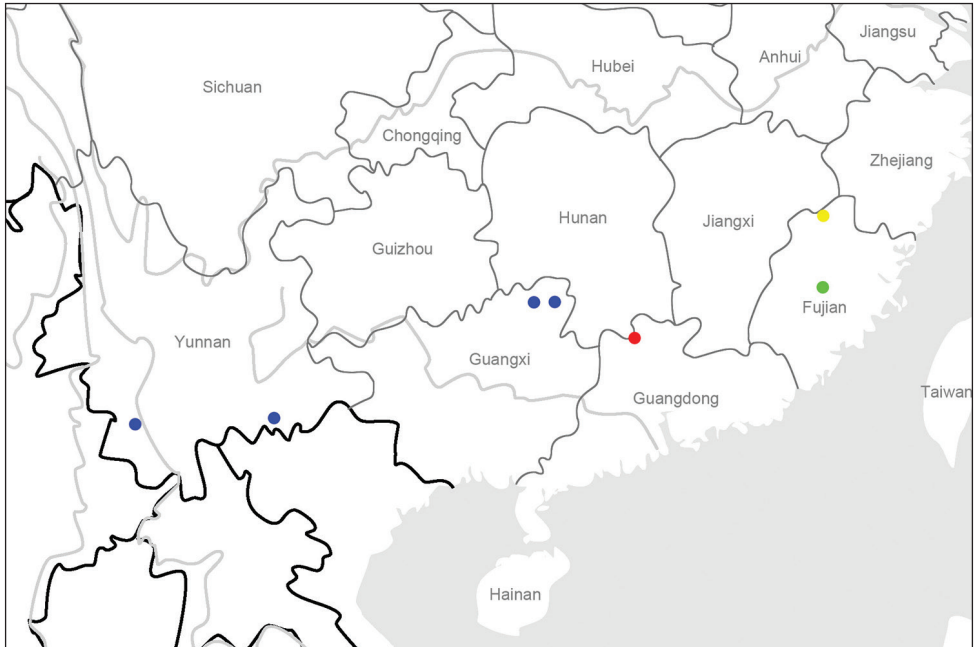 Jiangsu
Anhui
Hubei
Sichuan
Chongqing
Zhejiang
Hunan
Jiangxi
Guizhou
Fujian
Yunnan
Guangxi
Taiwan
Guangdong
Hainan